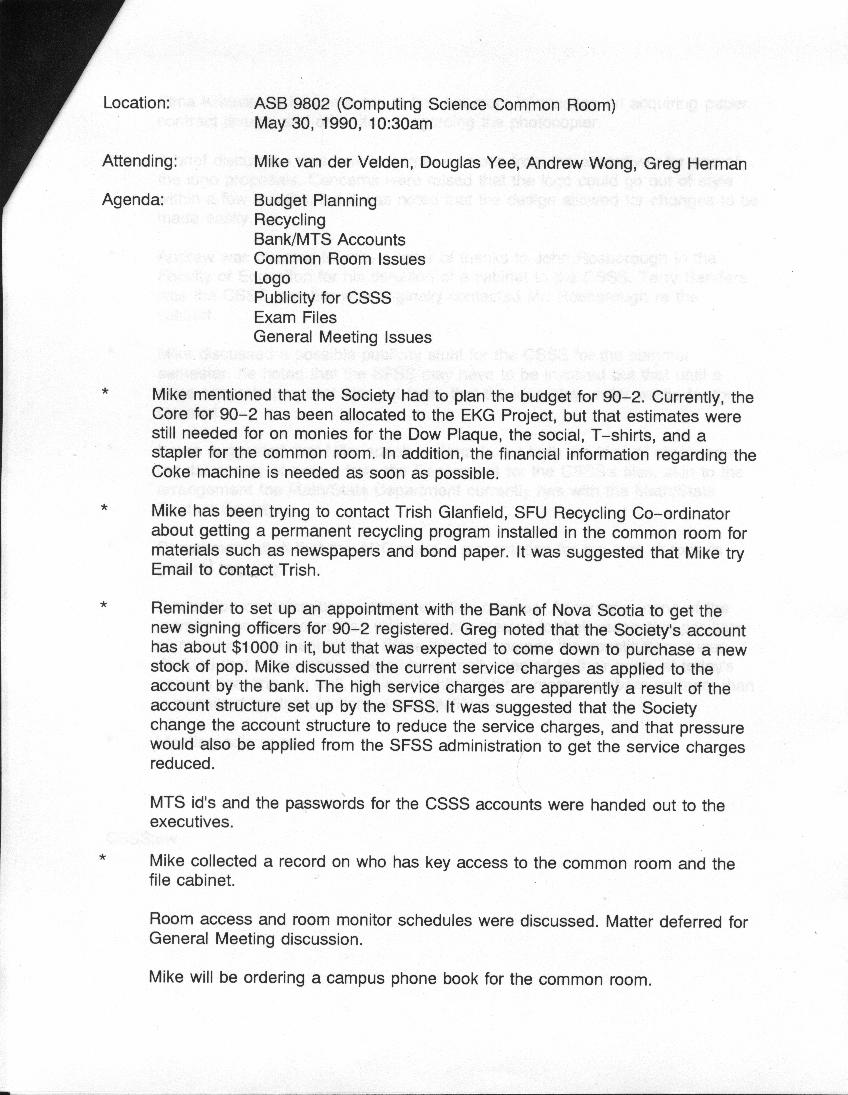 Location: ASB 9802 (Computing Science Common Room)
May 30, 1990, 10:30am
Attending: Mike van der Velden, Douglas Yee, Andrew Wong, Greg Herman
Agenda: Budget Planning
Recycling
Bank/MTS Accounts
Common Room Issues
Logo
Publicity for CSSS
Exam Files
General Meeting Issues
* Mike mentioned that the Society had to plan the budget for 90-2. Currently, the
Core for 90-2 has been allocated to the EKG Project, but that estimates were
still needed for on monies for the Dow Plaque, the social, T-shirts, and a
stapler for the common room. In addition, the financial information regarding the
Coke machine is needed as soon as possible.
* Mike has been trying to contact Trish Glanfield, SFU Recycling Co-ordinator
about getting a permanent recycling program installed in the common room for
materials such as newspapers and bond paper. It was suggested that Mike try
Email to contact Trish.
* Reminder to set up an appointment with the Bank of Nova Scotia to get the
new signing officers for 90-2 registered. Greg noted that the Society's account
has about $1000 in it, but that was expected to come down to purchase a new
stock of pop. Mike discussed the current service charges as applied to the
account by the bank. The high service charges are apparently a result of the
account structure set up by the SFSS. It was suggested that the Society
change the account structure to reduce the service charges, and that pressure
would also be applied from the SFSS administration to get the service charges
reduced.
MTS id's and the passwords for the CSSS accounts were handed out to the
executives.
* Mike collected a record on who has key access to the common room and the
file cabinet.
Room access and room monitor schedules were discussed. Matter deferred for
General Meeting discussion.
Mike will be ordering a campus phone book for the common room.